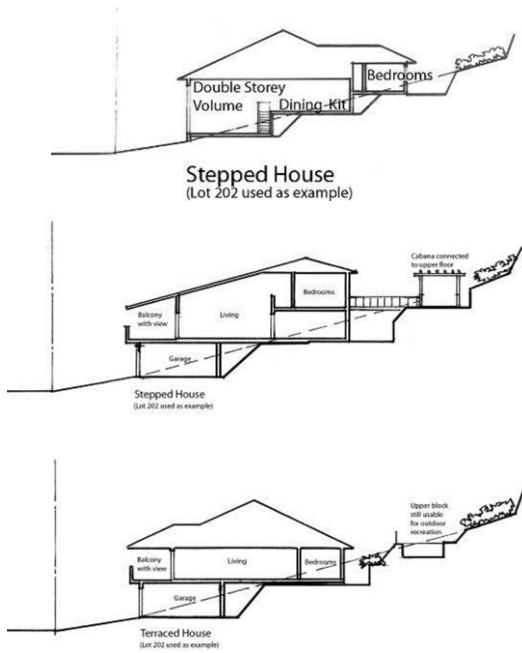 Bedrooms
Double Storey
Volume
Dining Kit
Stepped House
(Lot 202 used as example)
Cabana connected
to upper floor
Bedrooms
Balcony
with view
Living
Garage
Stepped House
(Lot 202 used as example)
Upper block
still usable
for outdoor
recreation
Balcony
with view
Living
Bedrooms
Garage
Terraced House
(Lot 202 used as example)